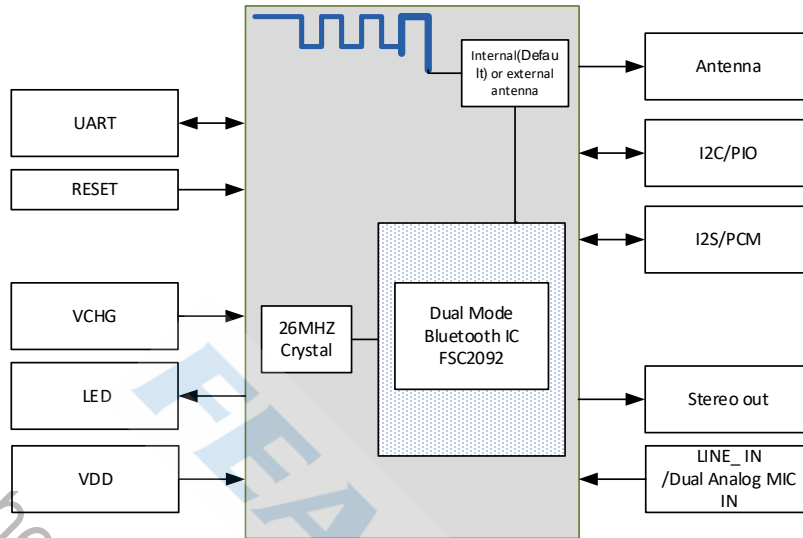 Internal(Defau
lt) or external
antenna
Antenna
UART
I2C/PIO
RESET
I2S/PCM
VCHG
26MHZ
Crystal
Dual Mode
Bluetooth IC
FSC2092
LED
Stereo out
VDD
LINE_ IN
/Dual Analog MIC
IN
FEA